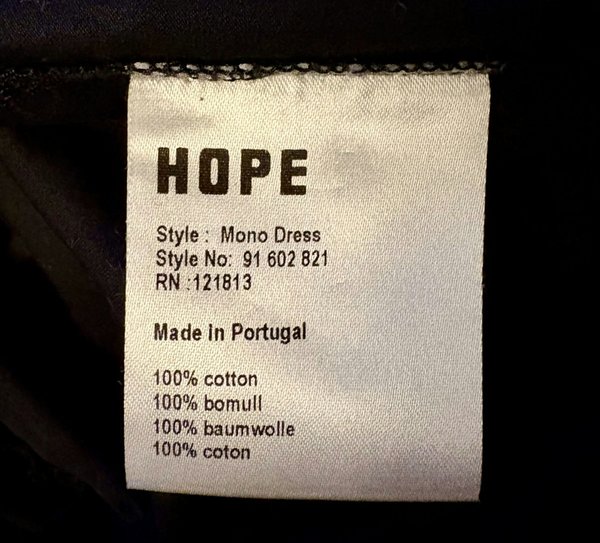 HOPE
Style : Mono Dress
Style No: 91 602 821
RN :121813
Made In Portugal
100% cotton
100% bomull
100% baumwolle
100% coton